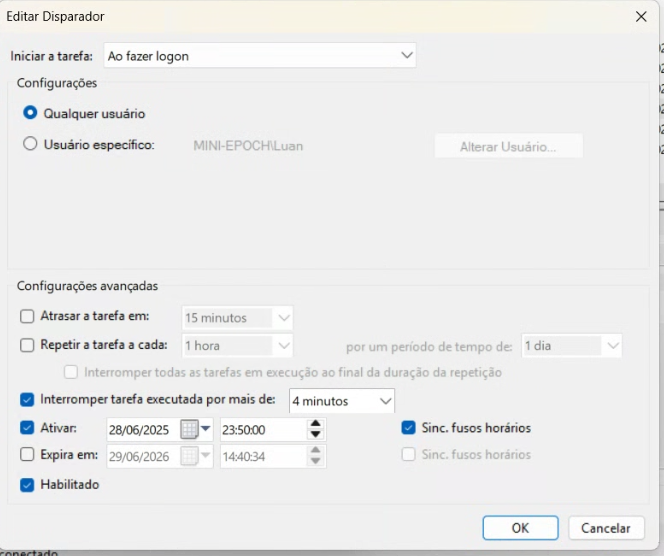 Editar Disparador
Iniciar a tarefa: Ao fazer logon
Configurações
Qualquer usuário
Usuário específico: MINI-EPOCH\Luan Alterar Usuário...
Configurações avançadas
Atrasar a tarefa em: 15 minutos
Repetir a tarefa a cada: 1 hora por um período de tempo de: 1 dia
Interromper todas as tarefas em execução ao final da duração da repetição
Interromper tarefa executada por mais de: 4 minutos
Ativar: 28/06/2025 23:50:00 Sinc. fusos horários
Expira em: 29/06/2026 14:40:34 Sinc. fusos horários
Habilitado
OK Cancelar